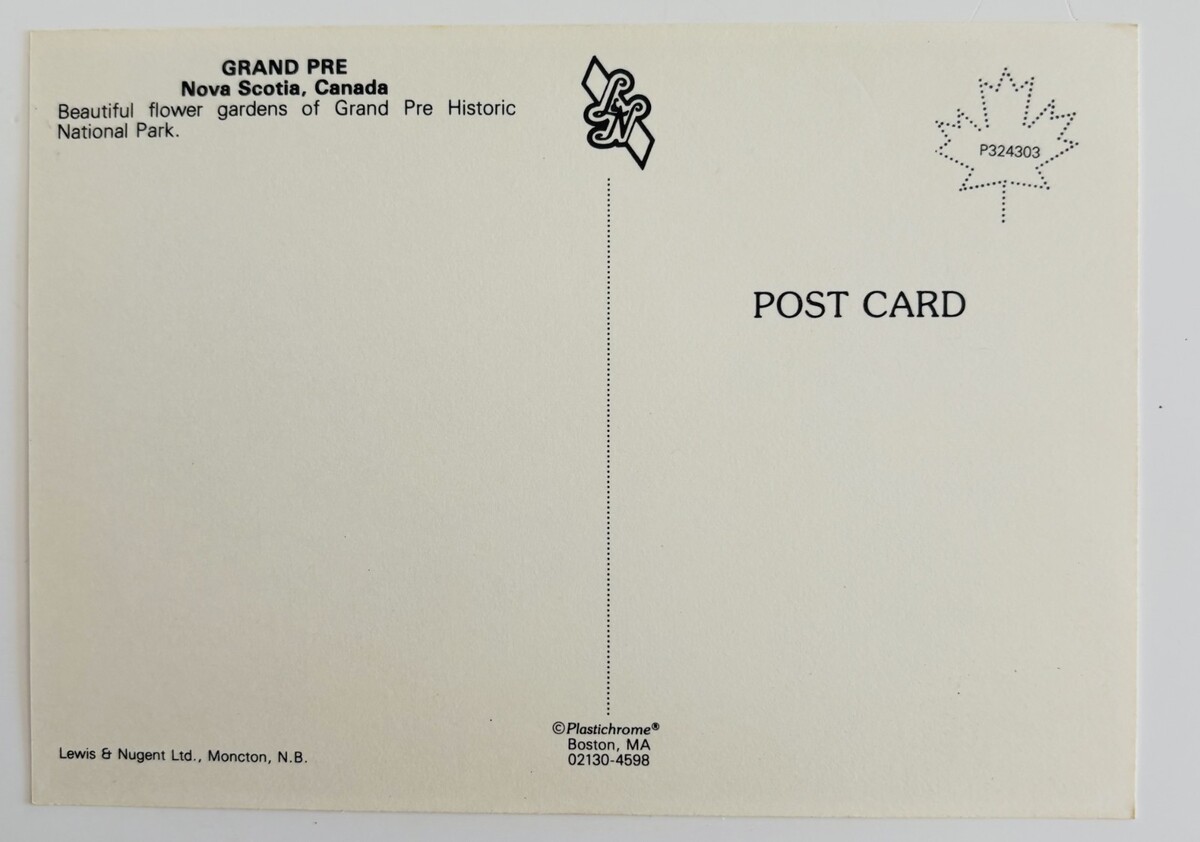 GRAND PRE
Nova Scotia, Canada
Beautiful flower gardens of Grand Pre Historic
National Park.
L&N
P324303
POST CARD
©Plastichrome®
Boston, MA
02130-4598
Lewis & Nugent Ltd., Moncton, N.B.